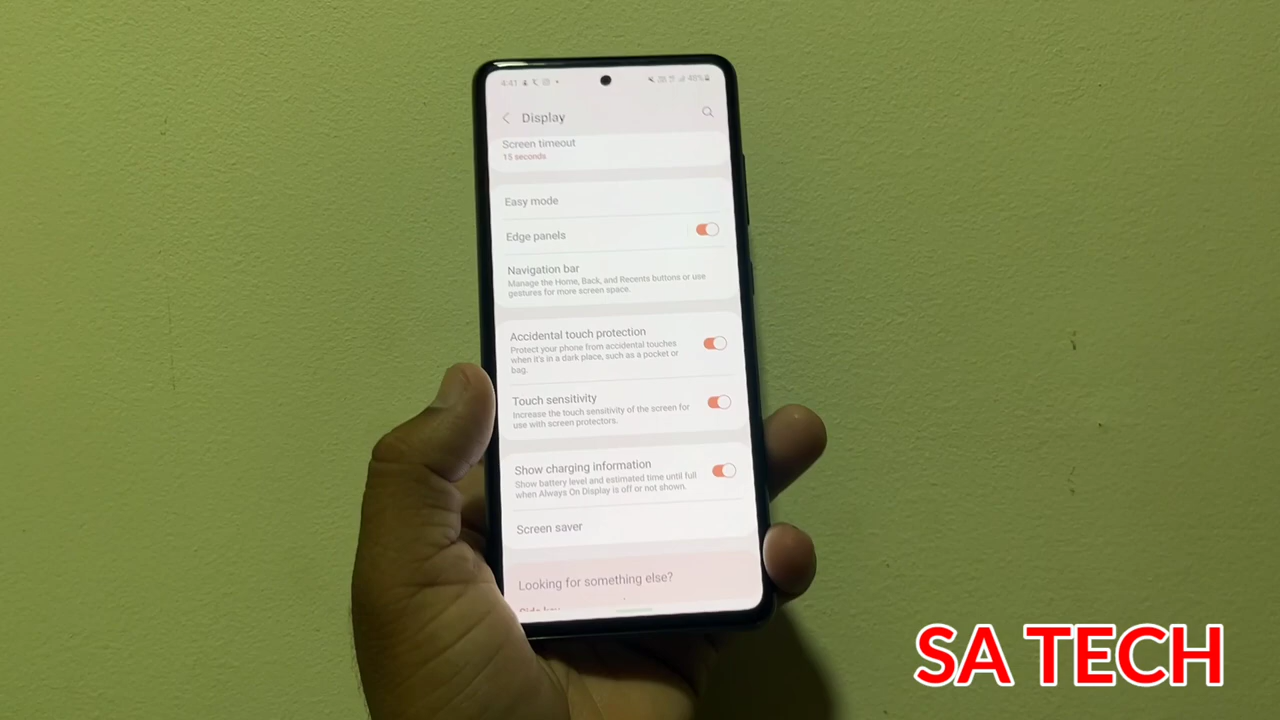 4:41
48%
Display
Screen timeout
15 seconds
Easy mode
Edge panels
Navigation bar
Manage the Home, Back, and Recents buttons or use
gestures for more screen space.
Accidental touch protection
Protect your phone from accidental touches
when it's in a dark place, such as a pocket or
bag.
Touch sensitivity
Increase the touch sensitivity of the screen for
use with screen protectors.
Show charging information
Show battery level and estimated time until full
when Always On Display is off or not shown.
Screen saver
Looking for something else?
SA TECH